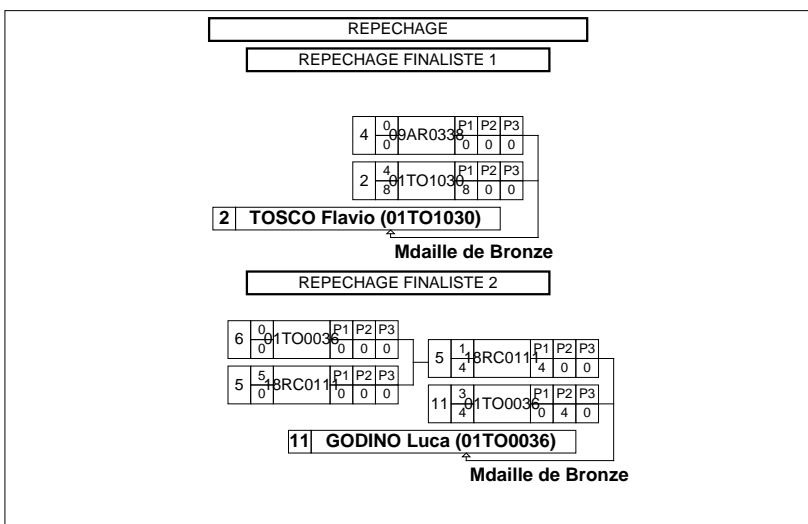 REPECHAGE
REPECHAGE FINALISTE 1
4 0 0 09AR0338 P1 P2 P3
0 0 0
2 4 8 01TO1030 P1 P2 P3
8 0 0
2 TOSCO Flavio (01TO1030)
Mdaille de Bronze
REPECHAGE FINALISTE 2
6 0 0 01TO0036 P1 P2 P3
0 0 0
5 5 0 18RC0111 P1 P2 P3
0 0 0
5 1 4 18RC0111 P1 P2 P3
4 0 0
11 3 4 01TO0036 P1 P2 P3
0 4 0
11 GODINO Luca (01TO0036)
Mdaille de Bronze